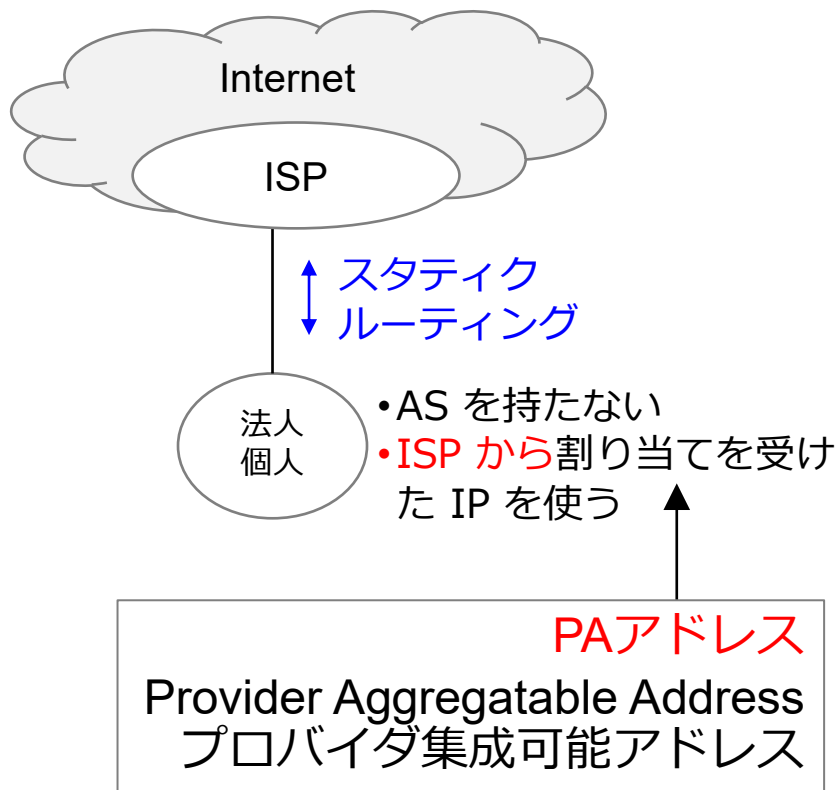 Internet
ISP
スタティク
ルーティング
法人
個人
•AS を持たない
•ISP から割り当てを受け
た IP を使う
PAアドレス
Provider Aggregatable Address
プロバイダ集成可能アドレス